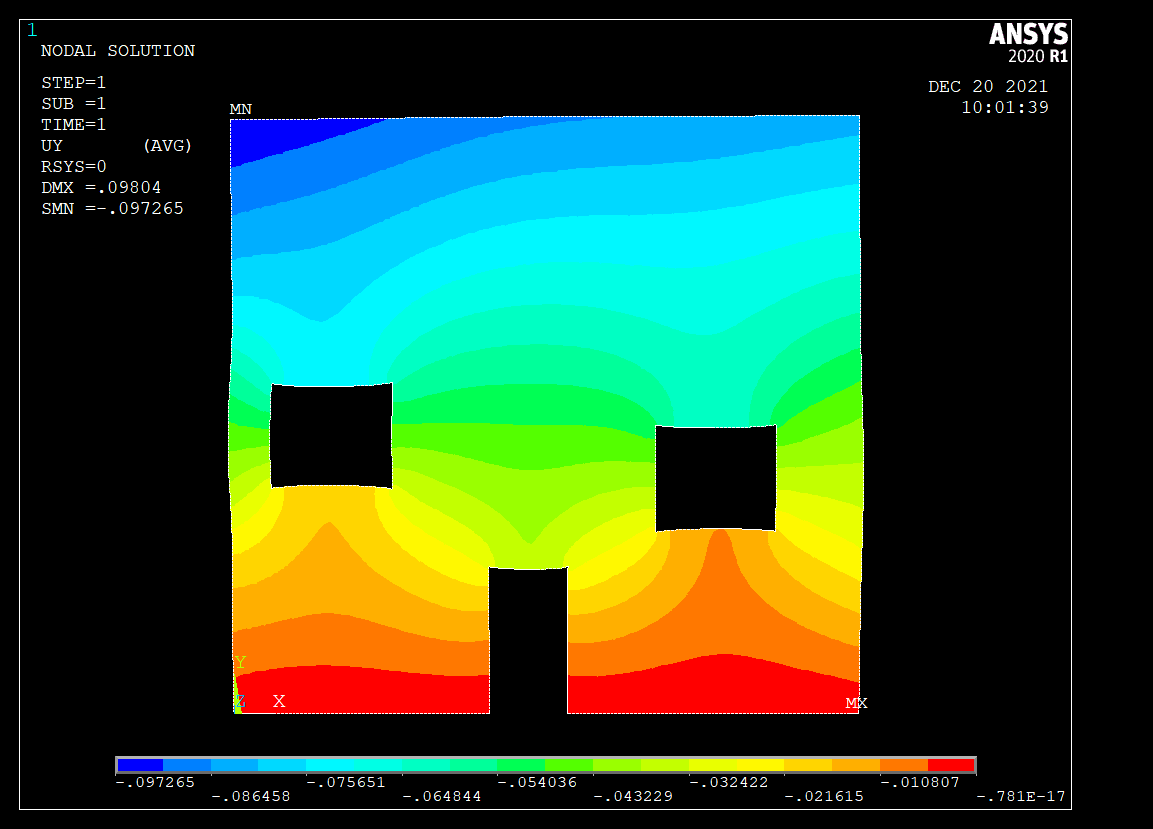 1
ANSYS
2020 R1
NODAL SOLUTION
STEP=1
SUB =1
TIME=1
UY (AVG)
RSYS=0
DMX =.09804
SMN =-.097265
DEC 20 2021
10:01:39
MN
Y
Z X
MX
-.097265 -.075651 -.054036 -.032422 -.010807
-.086458 -.064844 -.043229 -.021615 -.781E-17